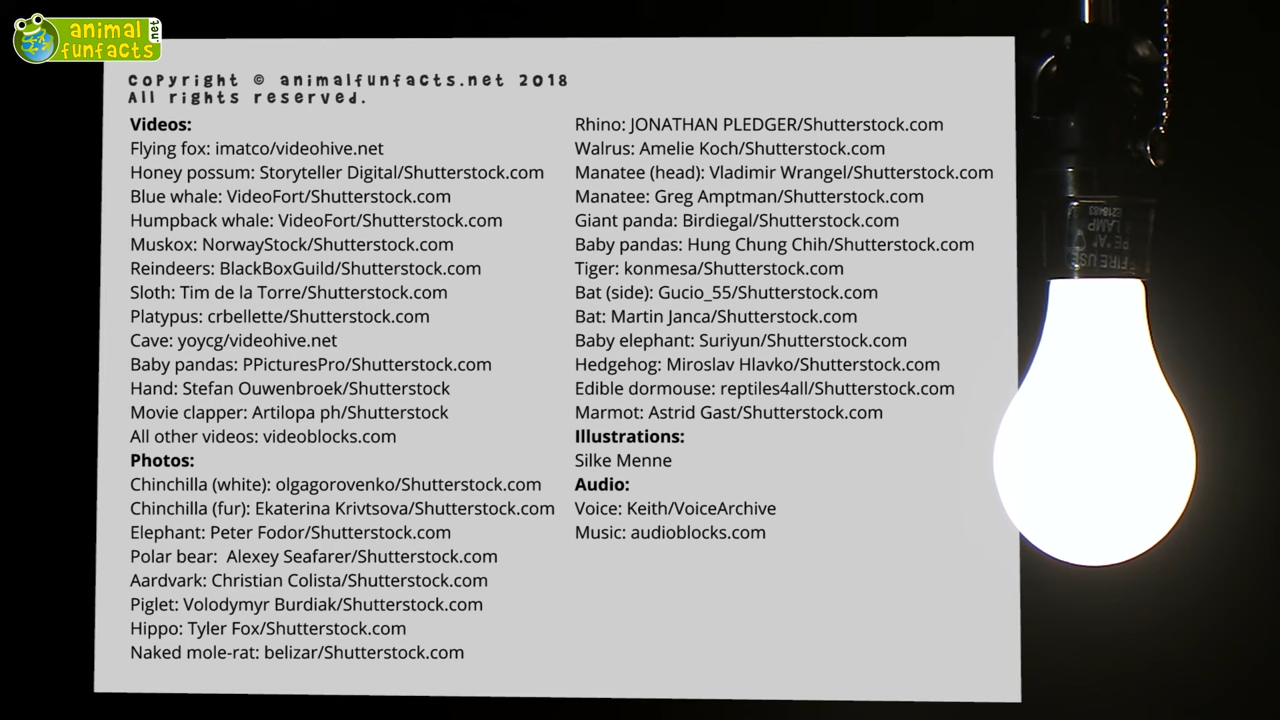 animal
funfacts
.net
Copyright © animalfunfacts.net 2018
All rights reserved.
Videos:
Flying fox: imatco/videohive.net
Honey possum: Storyteller Digital/Shutterstock.com
Blue whale: VideoFort/Shutterstock.com
Humpback whale: VideoFort/Shutterstock.com
Muskox: NorwayStock/Shutterstock.com
Reindeers: BlackBoxGuild/Shutterstock.com
Sloth: Tim de la Torre/Shutterstock.com
Platypus: crbellette/Shutterstock.com
Cave: yoycg/videohive.net
Baby pandas: PPicturesPro/Shutterstock.com
Hand: Stefan Ouwenbroek/Shutterstock
Movie clapper: Artilopa ph/Shutterstock
All other videos: videoblocks.com
Photos:
Chinchilla (white): olgagorovenko/Shutterstock.com
Chinchilla (fur): Ekaterina Krivtsova/Shutterstock.com
Elephant: Peter Fodor/Shutterstock.com
Polar bear:  Alexey Seafarer/Shutterstock.com
Aardvark: Christian Colista/Shutterstock.com
Piglet: Volodymyr Burdiak/Shutterstock.com
Hippo: Tyler Fox/Shutterstock.com
Naked mole-rat: belizar/Shutterstock.com
Rhino: JONATHAN PLEDGER/Shutterstock.com
Walrus: Amelie Koch/Shutterstock.com
Manatee (head): Vladimir Wrangel/Shutterstock.com
Manatee: Greg Amptman/Shutterstock.com
Giant panda: Birdiegal/Shutterstock.com
Baby pandas: Hung Chung Chih/Shutterstock.com
Tiger: konmesa/Shutterstock.com
Bat (side): Gucio_55/Shutterstock.com
Bat: Martin Janca/Shutterstock.com
Baby elephant: Suriyun/Shutterstock.com
Hedgehog: Miroslav Hlavko/Shutterstock.com
Edible dormouse: reptiles4all/Shutterstock.com
Marmot: Astrid Gast/Shutterstock.com
Illustrations:
Silke Menne
Audio:
Voice: Keith/VoiceArchive
Music: audioblocks.com